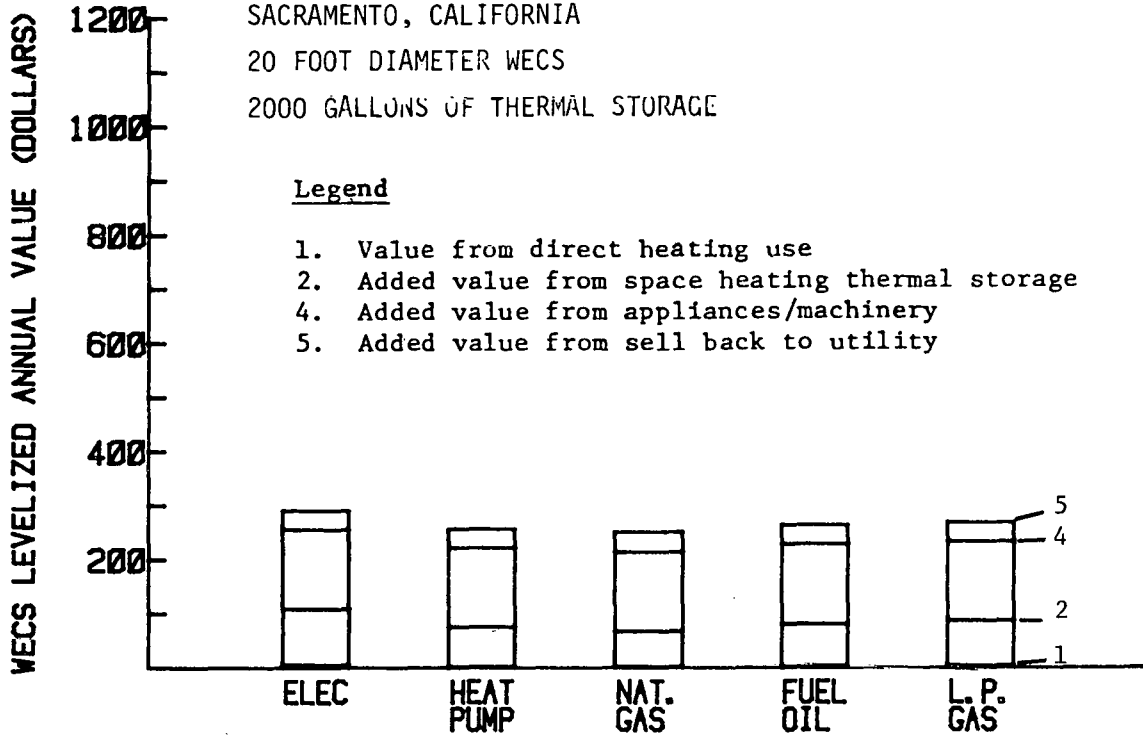 WECS LEVELIZED ANNUAL VALUE (DOLLARS)
1200
1000
800
600
400
200
SACRAMENTO, CALIFORNIA
20 FOOT DIAMETER WECS
2000 GALLONS OF THERMAL STORAGE
Legend
1. Value from direct heating use
2. Added value from space heating thermal storage
4. Added value from appliances/machinery
5. Added value from sell back to utility
5
4
2
1
ELEC
HEAT
PUMP
NAT.
GAS
FUEL
OIL
L.P.
GAS